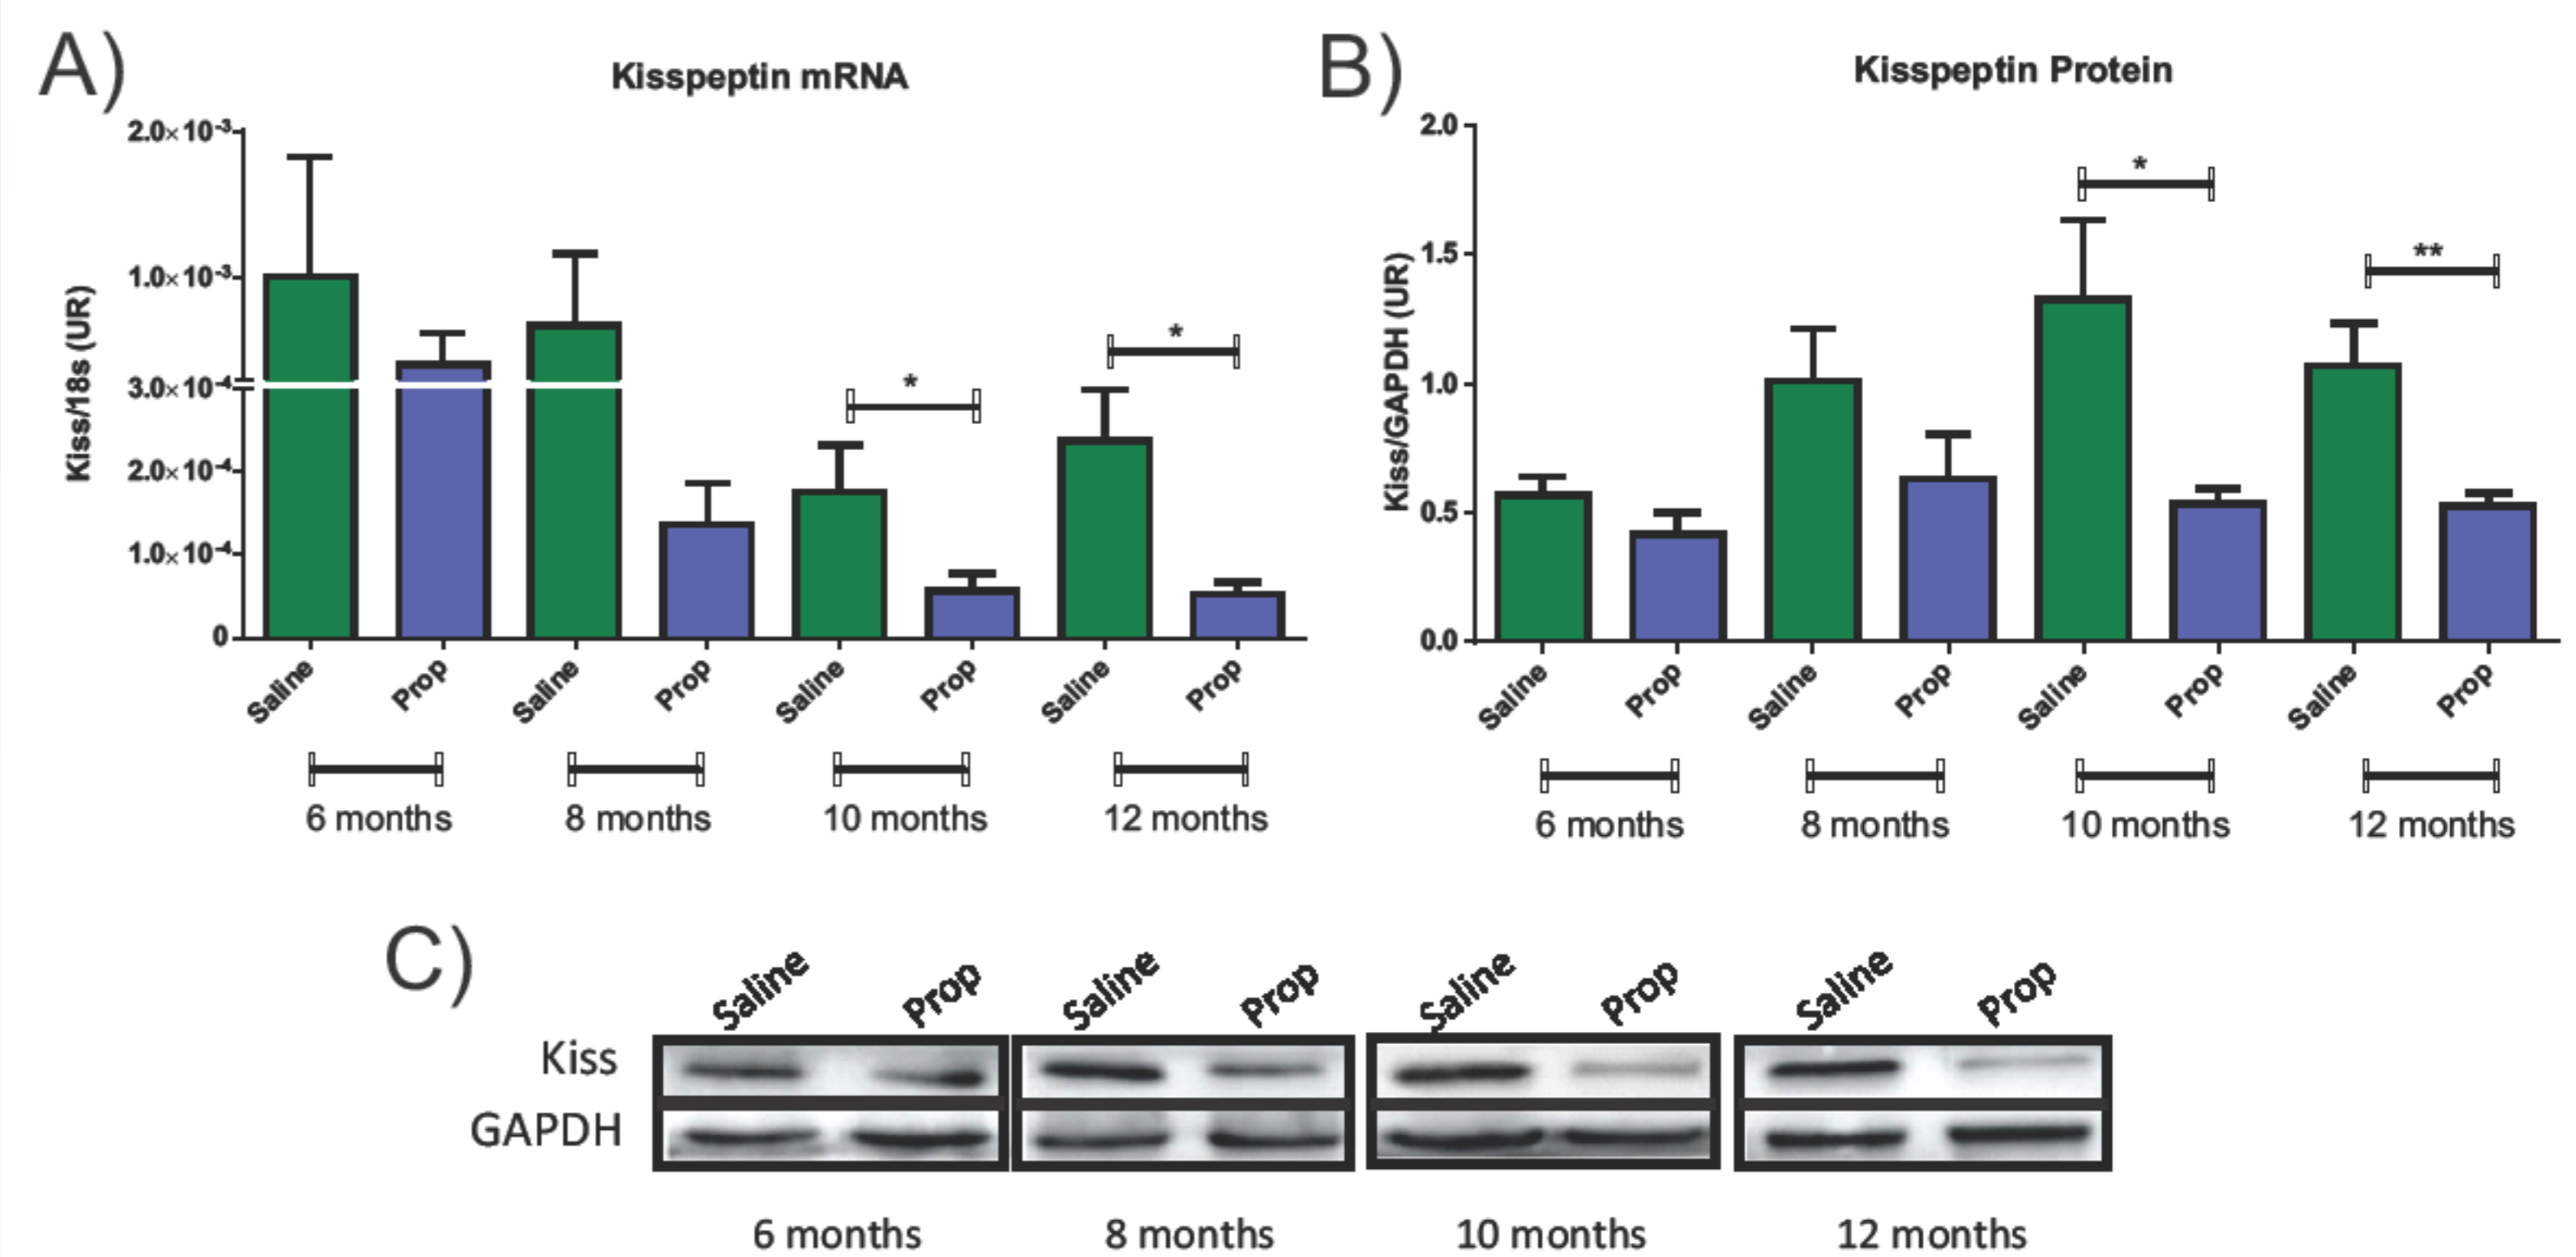 A)
Kisspeptin mRNA
Kiss/18s (UR)
2.0×10-3
1.0×10-3
3.0×10-4
2.0×10-4
1.0×10-4
0
* *
Saline Prop Saline Prop Saline Prop Saline Prop
6 months 8 months 10 months 12 months
B)
Kisspeptin Protein
Kiss/GAPDH (UR)
2.0
1.5
1.0
0.5
0.0
* **
Saline Prop Saline Prop Saline Prop Saline Prop
6 months 8 months 10 months 12 months
C)
Saline Prop Saline Prop Saline Prop Saline Prop
Kiss
GAPDH
6 months 8 months 10 months 12 months